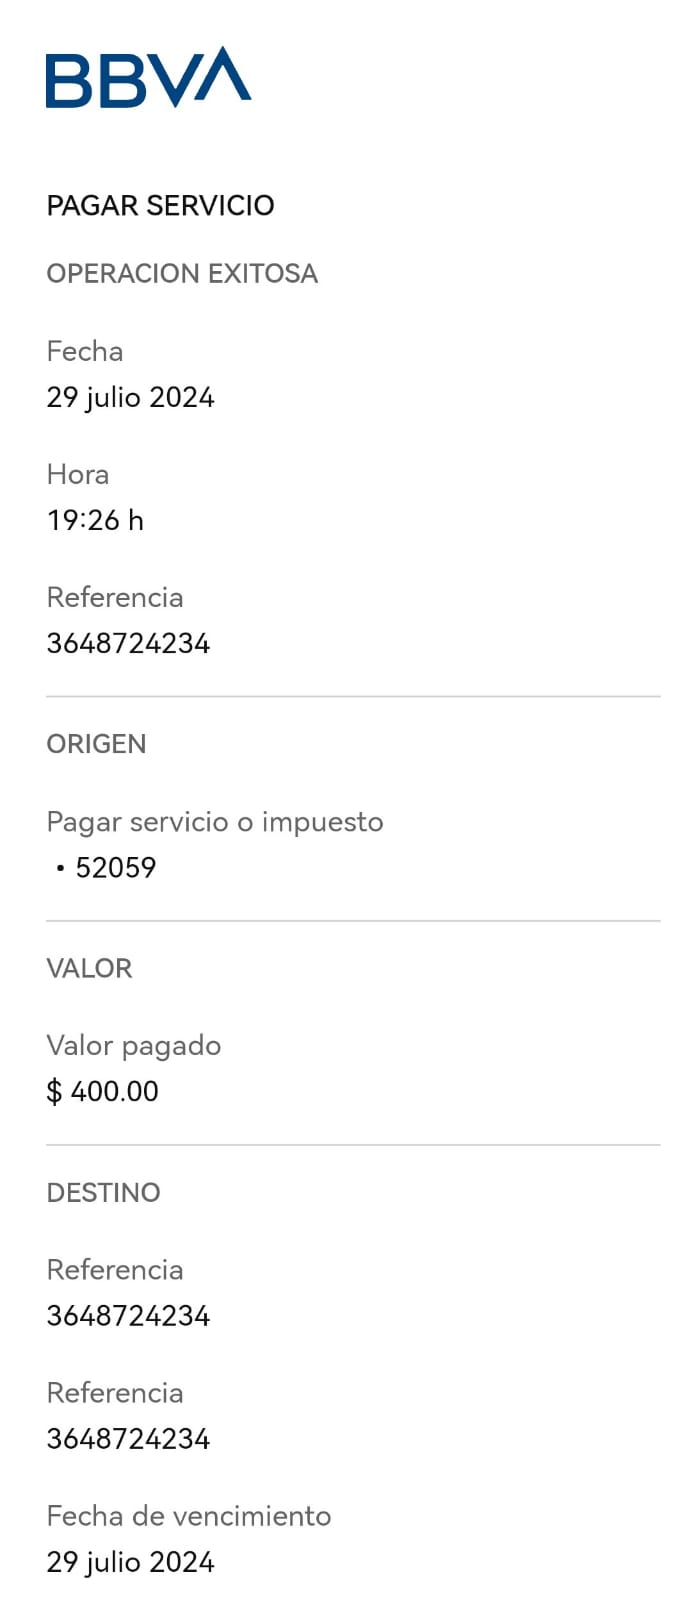 BBVA
PAGAR SERVICIO
OPERACION EXITOSA
Fecha
29 julio 2024
Hora
19:26 h
Referencia
3648724234
ORIGEN
Pagar servicio o impuesto
• 52059
VALOR
Valor pagado
$ 400.00
DESTINO
Referencia
3648724234
Referencia
3648724234
Fecha de vencimiento
29 julio 2024